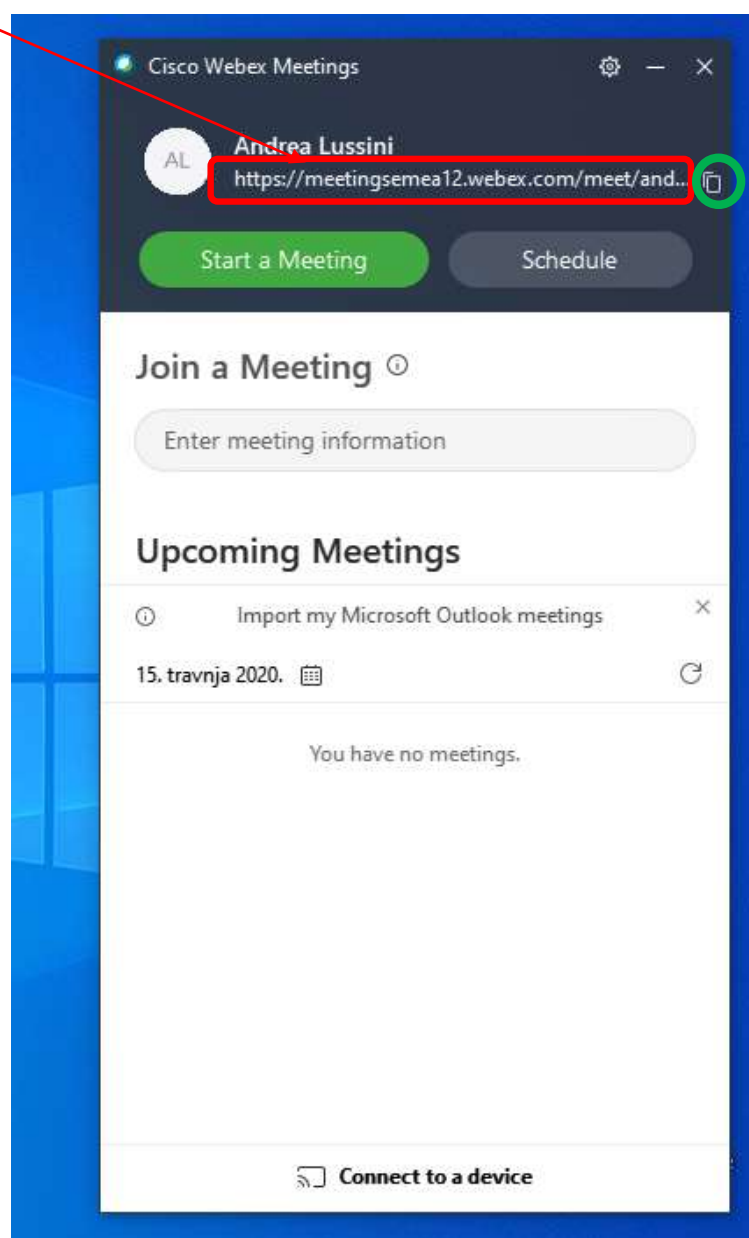 Cisco Webex Meetings
AL
Andrea Lussini
https://meetingsemea12.webex.com/meet/and...
Start a Meeting
Schedule
Join a Meeting
Enter meeting information
Upcoming Meetings
Import my Microsoft Outlook meetings
15. travnja 2020.
You have no meetings.
Connect to a device